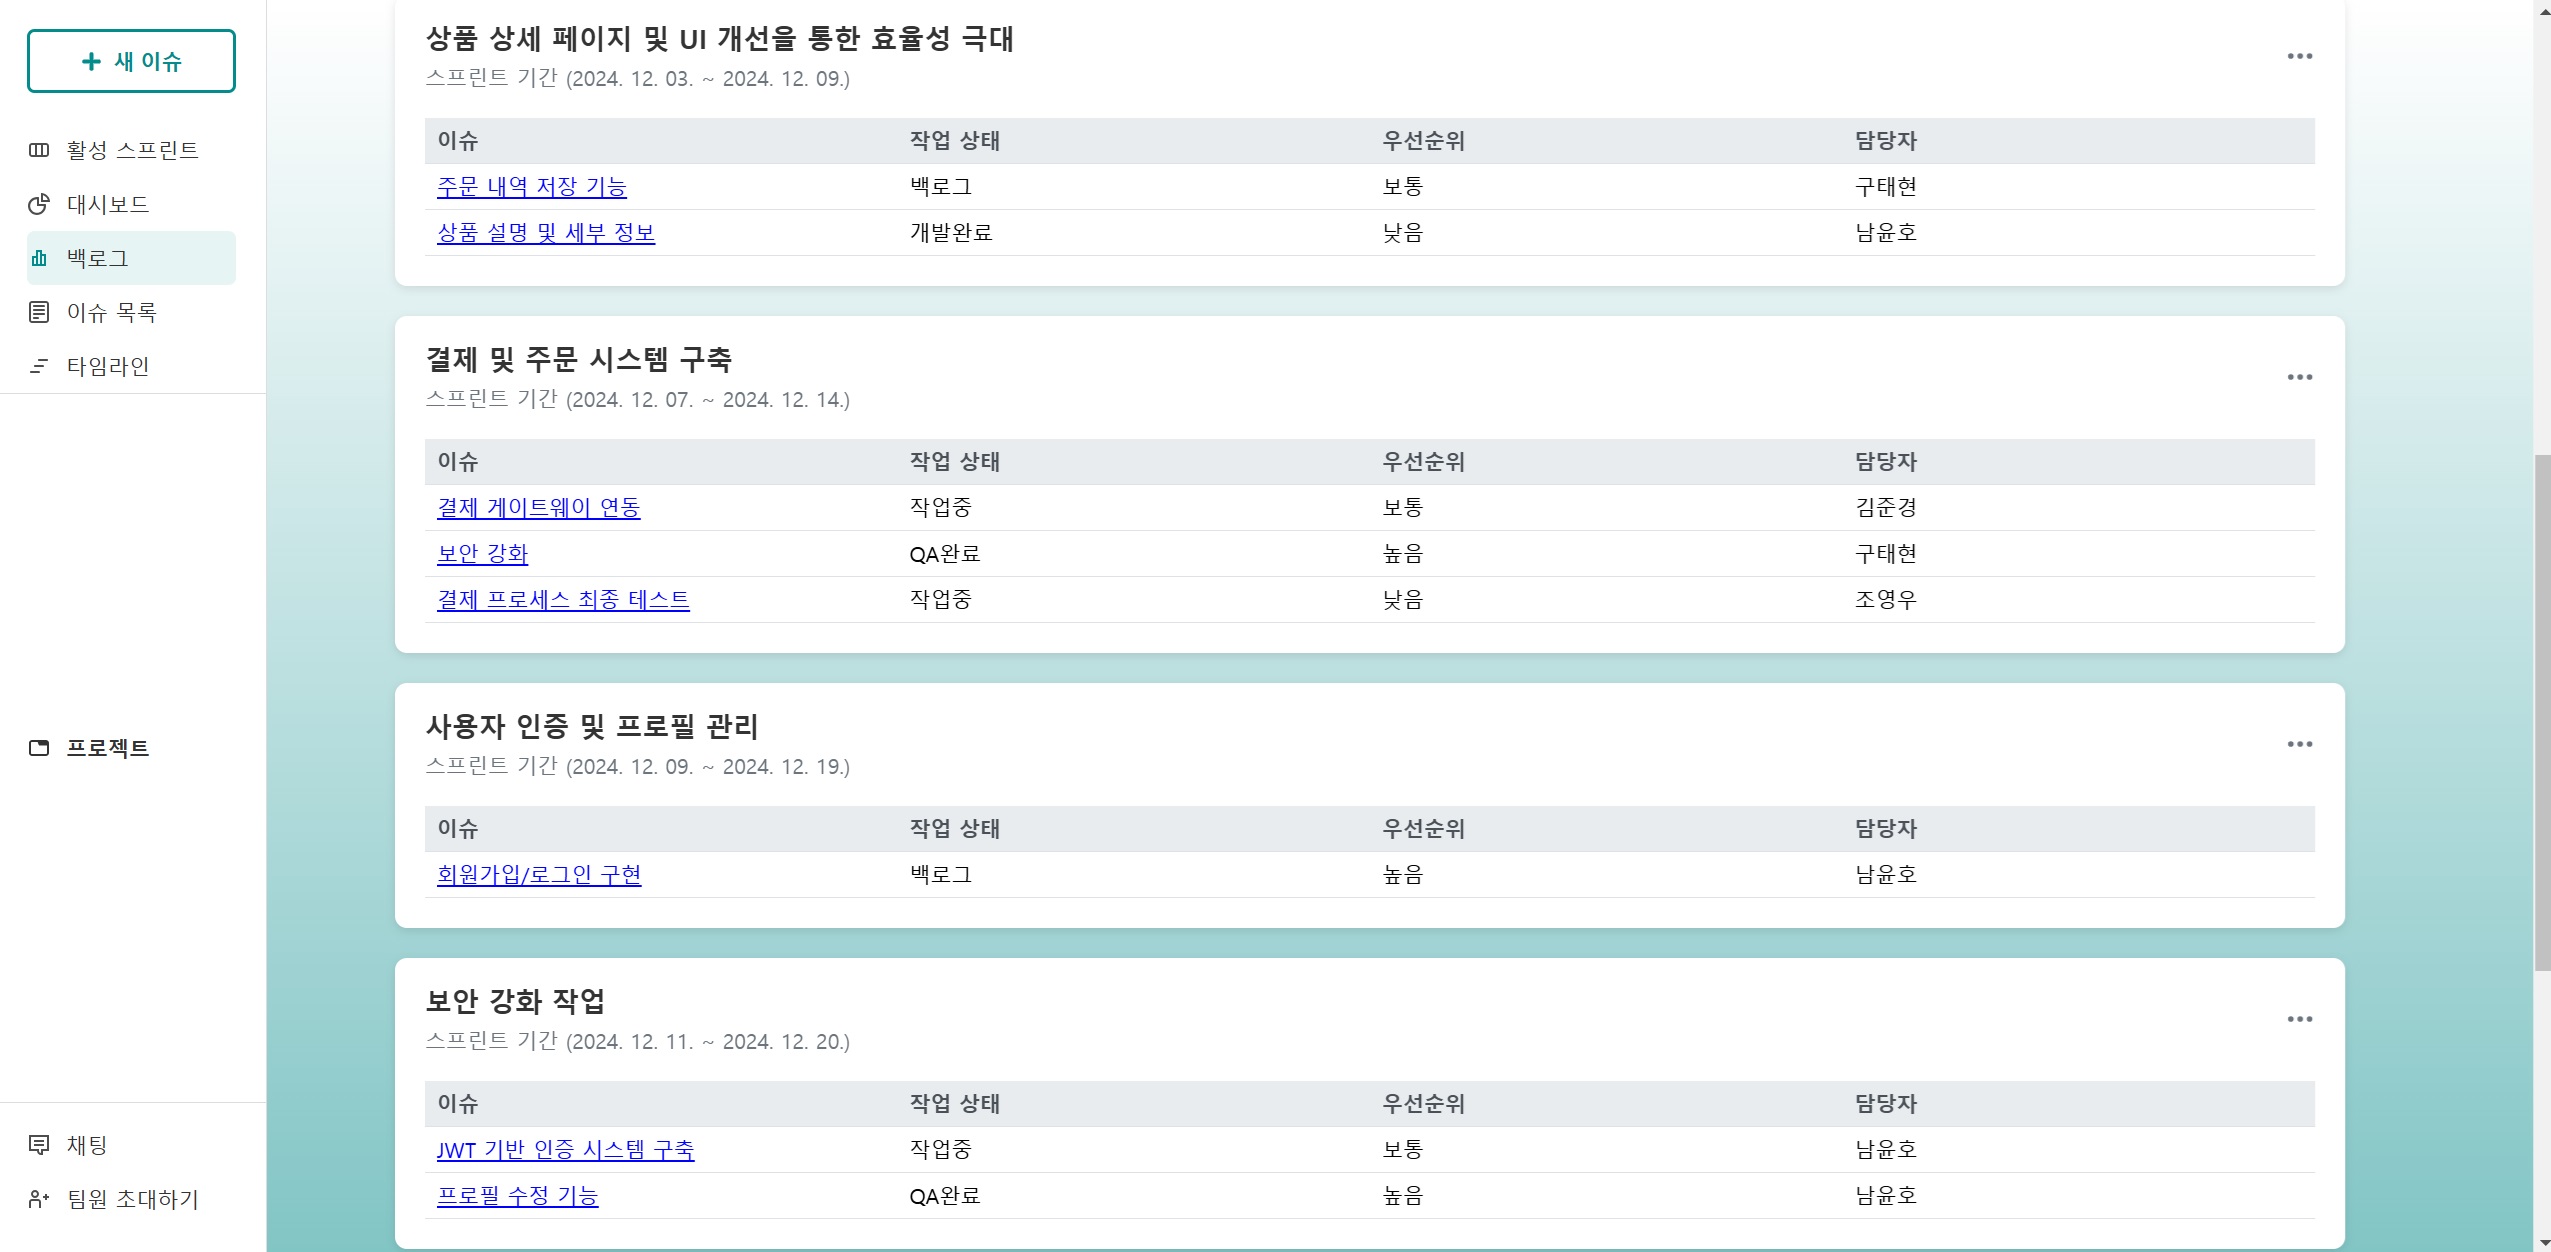 새 이슈
활성 스프린트
대시보드
백로그
이슈 목록
타임라인
프로젝트
채팅
팀원 초대하기
상품 상세 페이지 및 UI 개선을 통한 효율성 극대
스프린트 기간 (2024. 12. 03. ~ 2024. 12. 09.)
이슈 작업 상태 우선순위 담당자
주문 내역 저장 기능 백로그 보통 구태현
상품 설명 및 세부 정보 개발완료 낮음 남윤호
결제 및 주문 시스템 구축
스프린트 기간 (2024. 12. 07. ~ 2024. 12. 14.)
이슈 작업 상태 우선순위 담당자
결제 게이트웨이 연동 작업중 보통 김준경
보안 강화 QA완료 높음 구태현
결제 프로세스 최종 테스트 작업중 낮음 조영우
사용자 인증 및 프로필 관리
스프린트 기간 (2024. 12. 09. ~ 2024. 12. 19.)
이슈 작업 상태 우선순위 담당자
회원가입/로그인 구현 백로그 높음 남윤호
보안 강화 작업
스프린트 기간 (2024. 12. 11. ~ 2024. 12. 20.)
이슈 작업 상태 우선순위 담당자
JWT 기반 인증 시스템 구축 작업중 보통 남윤호
프로필 수정 기능 QA완료 높음 남윤호